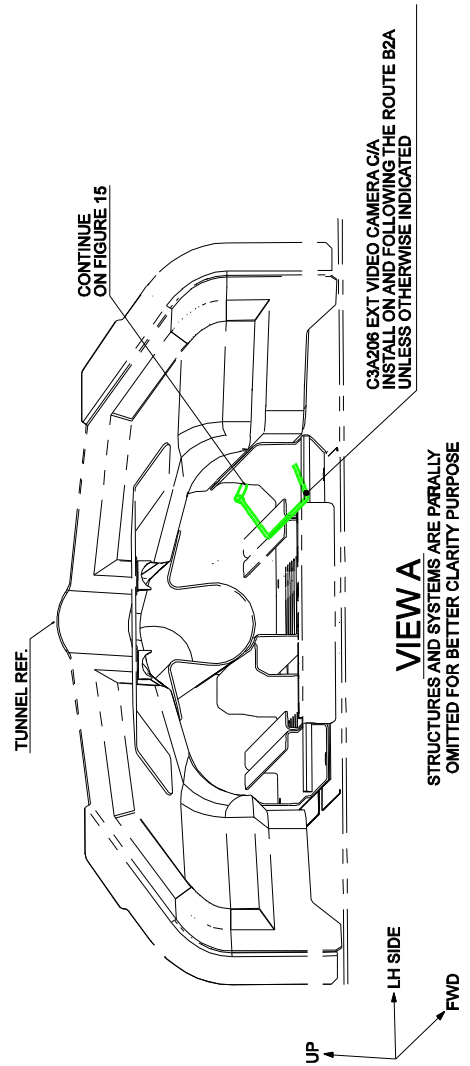 TUNNEL REF.
CONTINUE
ON FIGURE 15
C3A206 EXT VIDEO CAMERA C/A
INSTALL ON AND FOLLOWING THE ROUTE B2A
UNLESS OTHERWISE INDICATED
VIEW A
STRUCTURES AND SYSTEMS ARE PARALLY
OMITTED FOR BETTER CLARITY PURPOSE
UP
LH SIDE
FWD